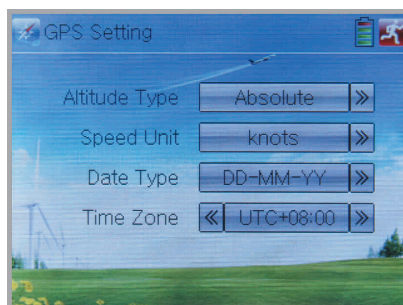 GPS Setting
Altitude Type Absolute »
Speed Unit knots »
Date Type DD-MM-YY »
Time Zone « UTC+08:00 »